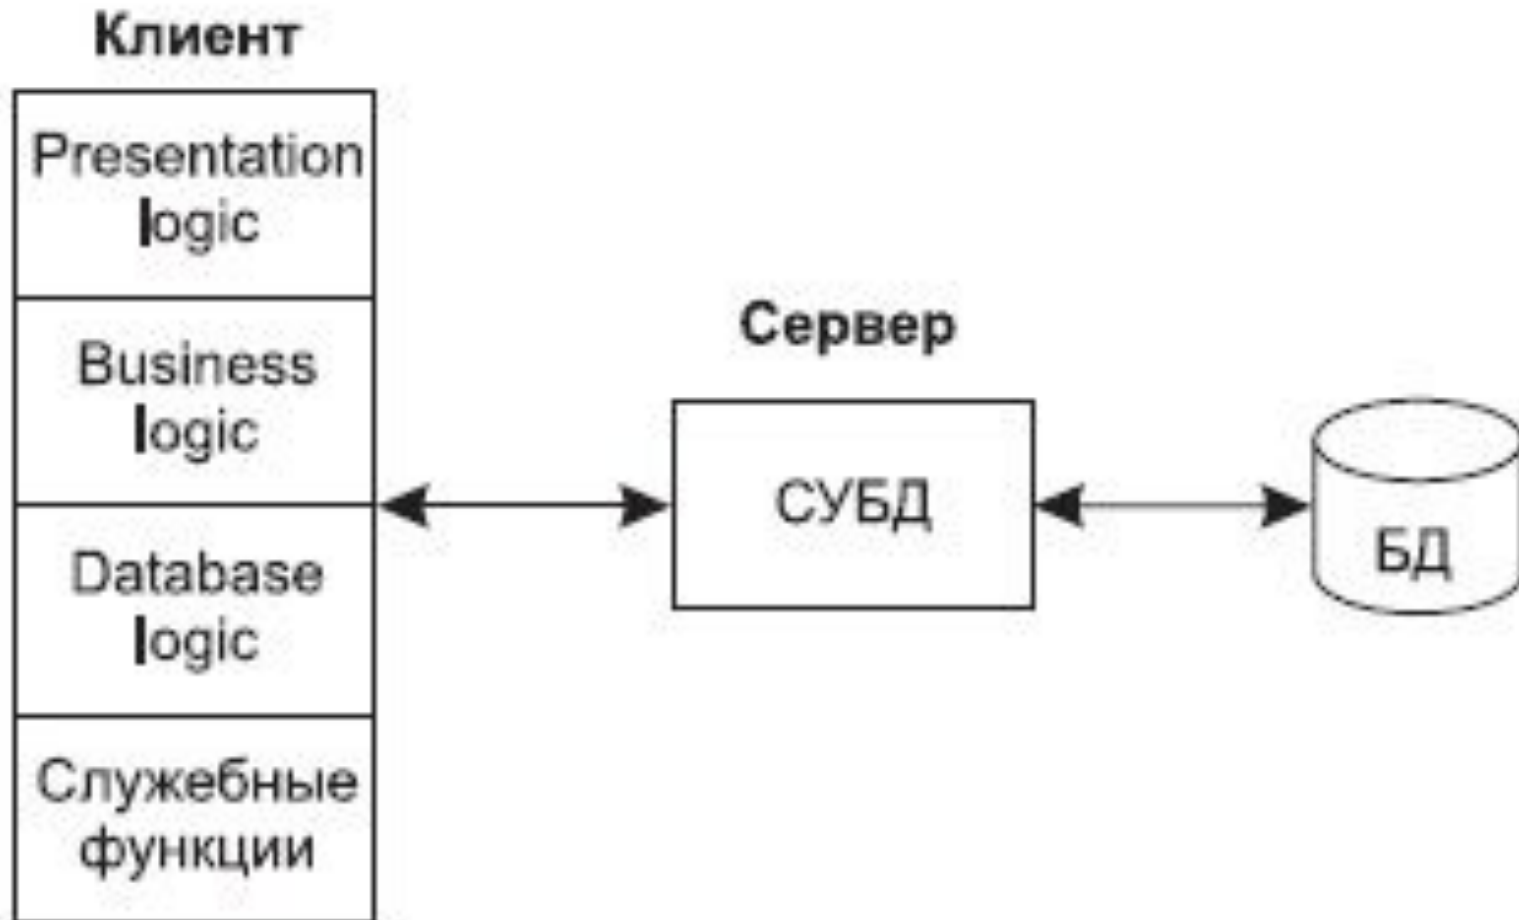 Клиент
Presentation
logic
Business
logic
Database
logic
Служебные
функции
Сервер
СУБД
БД